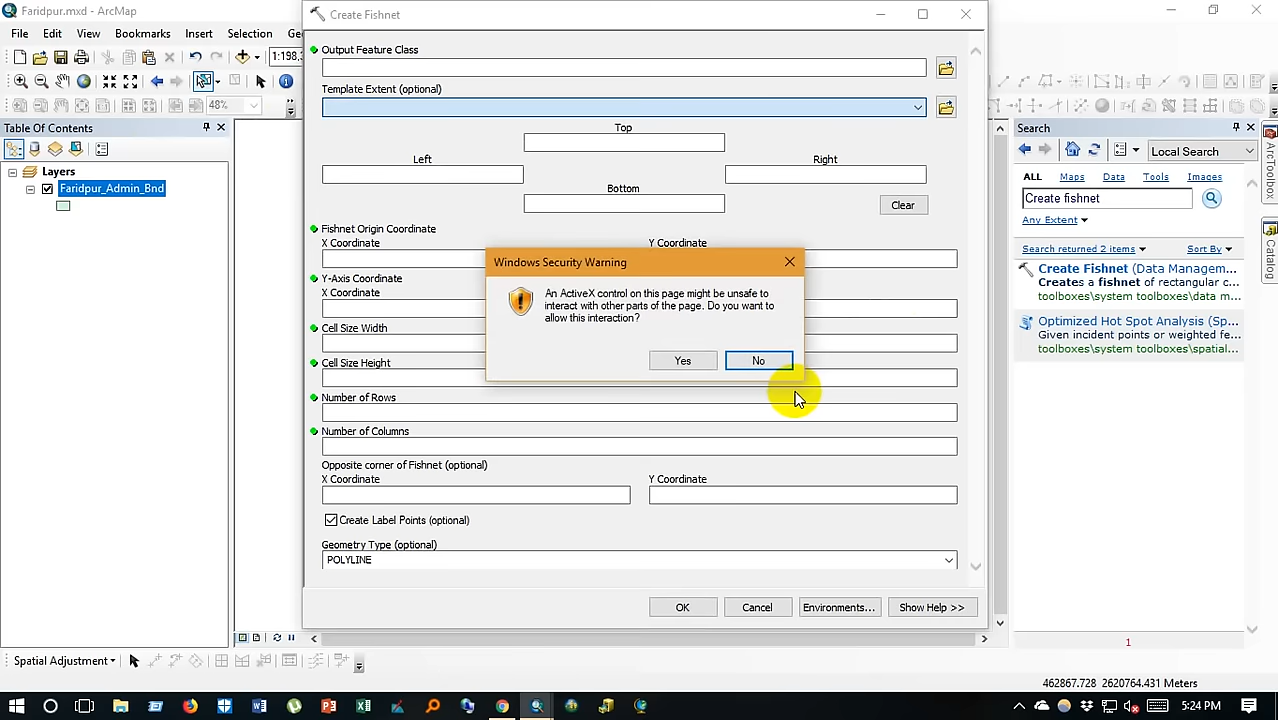 Faridpur.mxd - ArcMap
File
Edit
View
Bookmarks
Insert
Selection
Create Fishnet
Output Feature Class
Template Extent (optional)
Top
Left
Right
Bottom
Clear
Fishnet Origin Coordinate
X Coordinate
Y Coordinate
Y-Axis Coordinate
X Coordinate
Cell Size Width
Cell Size Height
Number of Rows
Number of Columns
Opposite corner of Fishnet (optional)
X Coordinate
Y Coordinate
Create Label Points (optional)
Geometry Type (optional)
POLYLINE
OK
Cancel
Environments...
Show Help >>
Windows Security Warning
An ActiveX control on this page might be unsafe to
interact with other parts of the page. Do you want to
allow this interaction?
Yes
No
48%
Table Of Contents
Layers
Faridpur_Admin_Bnd
Search
Local Search
ALL
Maps
Data
Tools
Images
Create fishnet
Any Extent
Search returned 2 items
Sort By
Create Fishnet (Data Managem...
Creates a fishnet of rectangular c...
toolboxes\system toolboxes\data m...
Optimized Hot Spot Analysis (Sp...
Given incident points or weighted fe...
toolboxes\system toolboxes\spatial...
1
ArcToolbox
Catalog
Spatial Adjustment
462867.728 2620764.431 Meters
5:24 PM